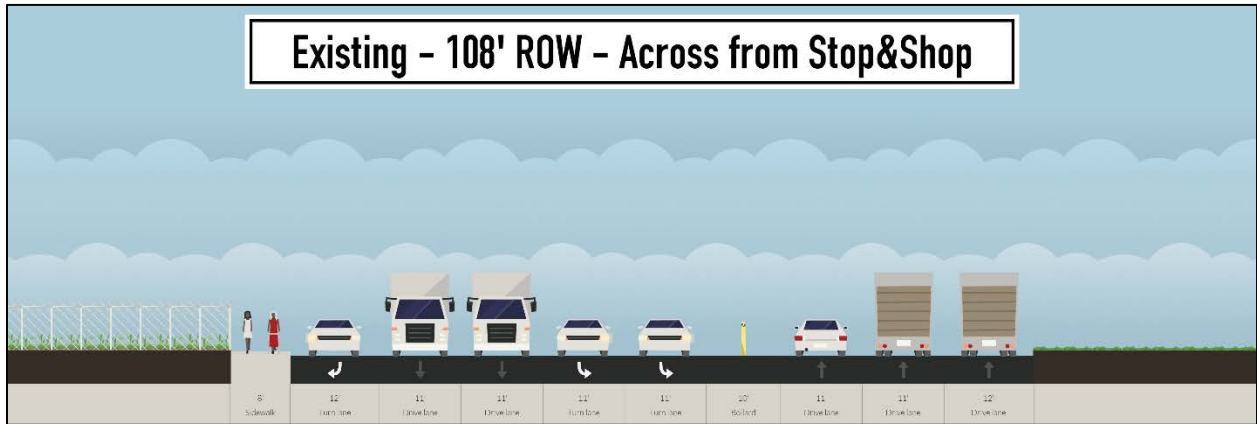 Existing - 108' ROW - Across from Stop&Shop
8' 12' 11' 11' 11' 11' 10' 11 11' 12'
Sidewalk Turn lane Drive lane Drive lane Turn lane Turn lane Bollard Drive lane Drive lane Drive lane